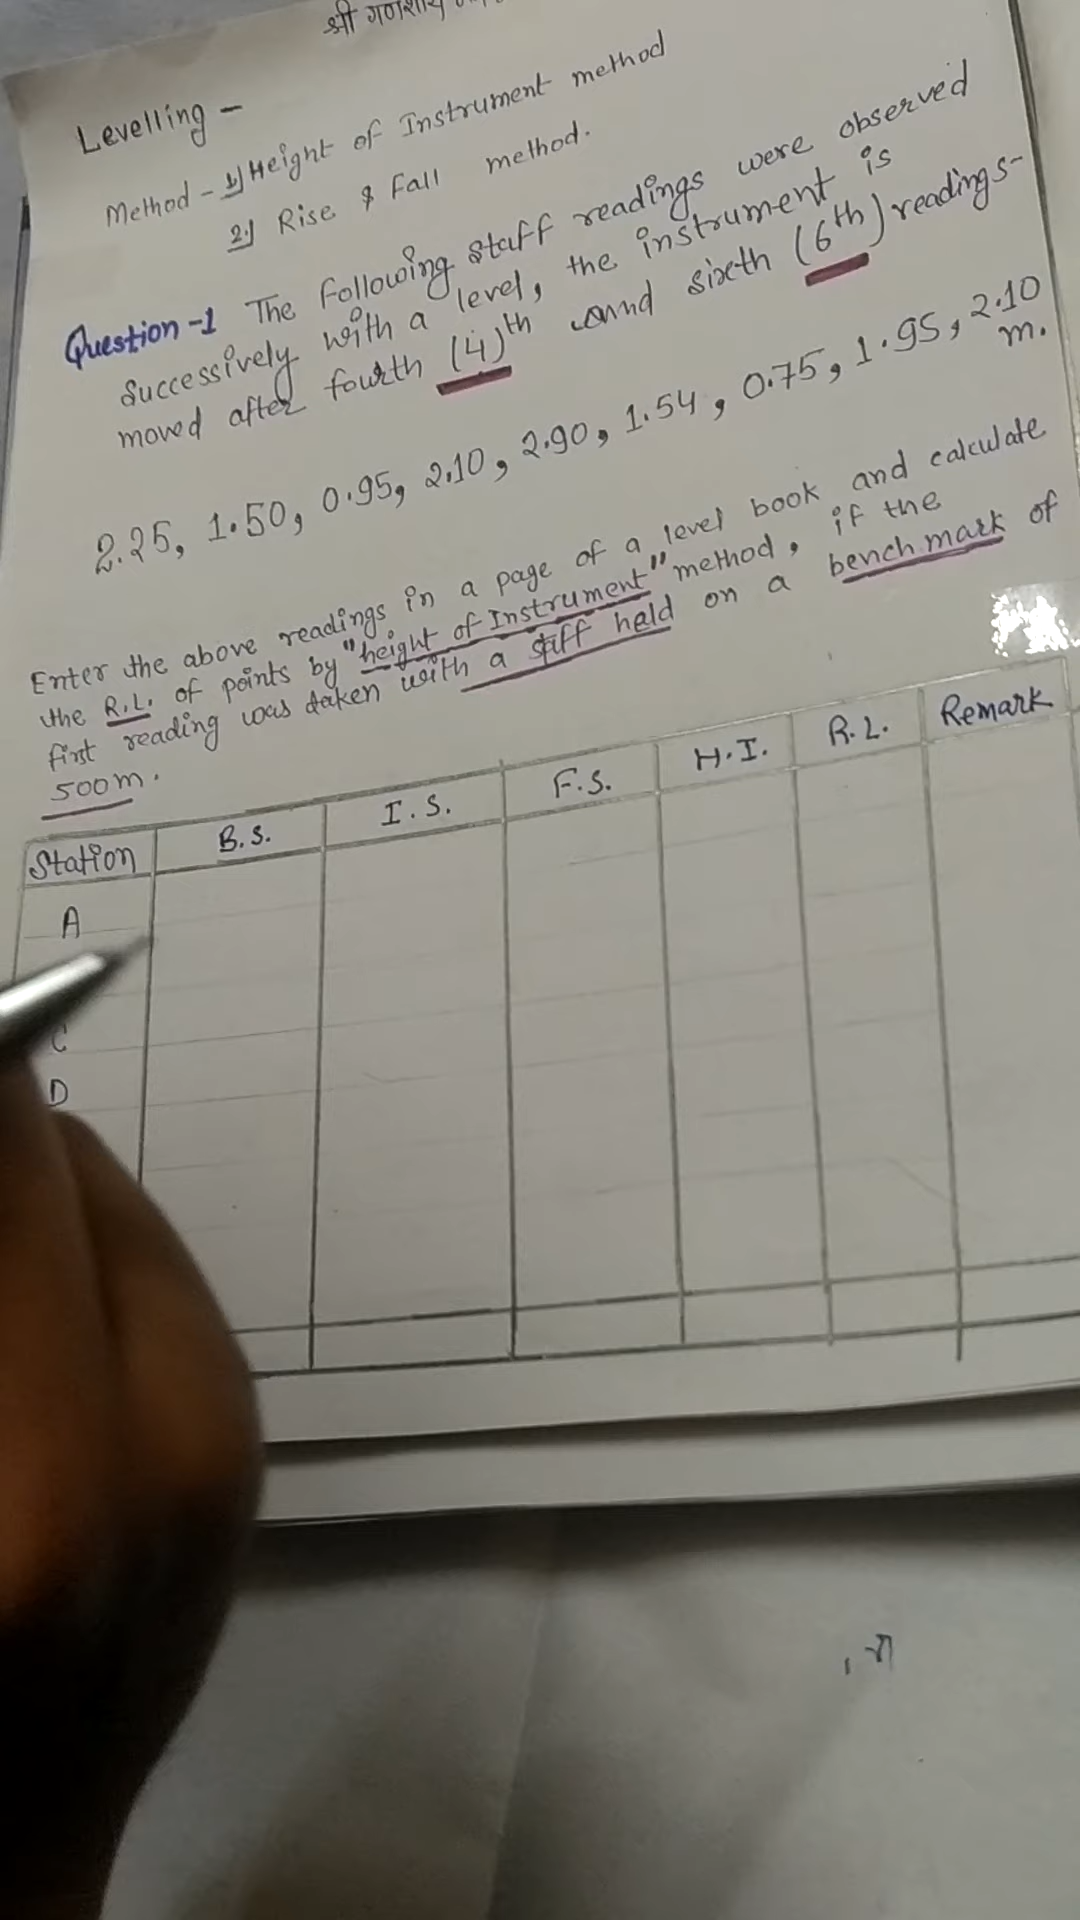 श्री गणशाय
Levelling -
Method - 1) Height of Instrument method
2) Rise & Fall method.
Question-1 The following staff readings were observed
successively with a level, the instrument is
moved after fourth (4)th and sixth (6th) readings-
2.25, 1.50, 0.95, 2.10, 2.90, 1.54, 0.75, 1.95, 2.10
m.
Enter the above readings in a page of a level book and calculate
the R.L. of points by "height of Instrument" method, if the
first reading was taken with a staff held on a bench mark of
500m.
Station B.S. I.S. F.S. H.I. R.L. Remark
A
C
D